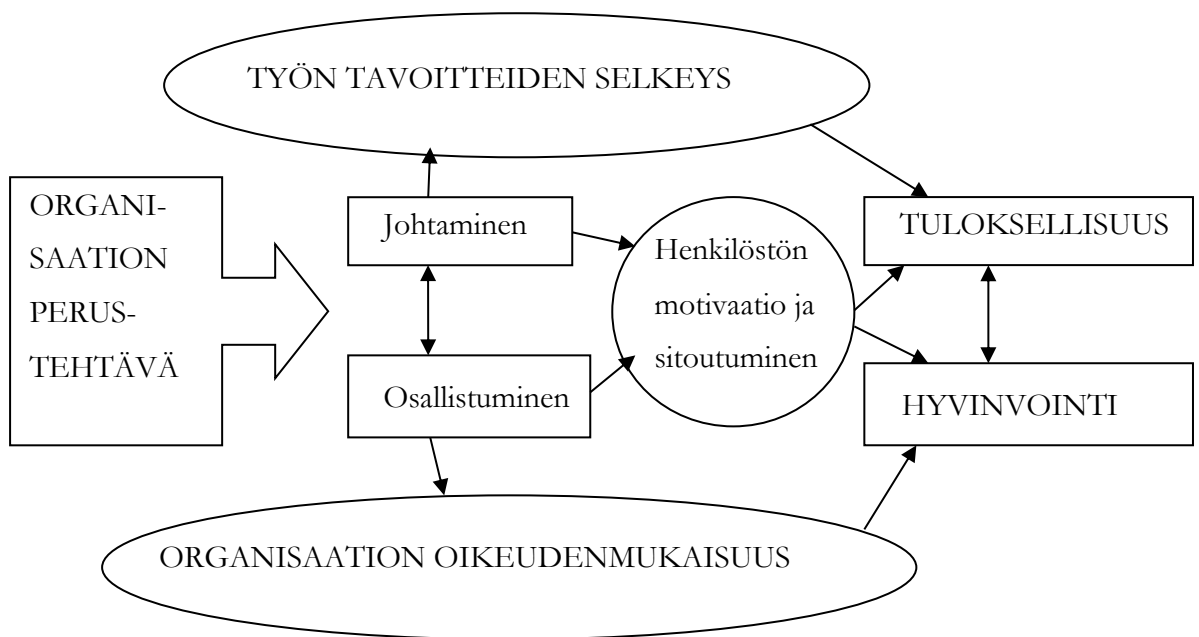 TYÖN TAVOITTEIDEN SELKEYS
ORGANI-
SAATION
PERUS-
TEHTÄVÄ
Johtaminen
Osallistuminen
Henkilöstön
motivaatio ja
sitoutuminen
TULOKSELLISUUS
HYVINVOINTI
ORGANISAATION OIKEUDENMUKAISUUS